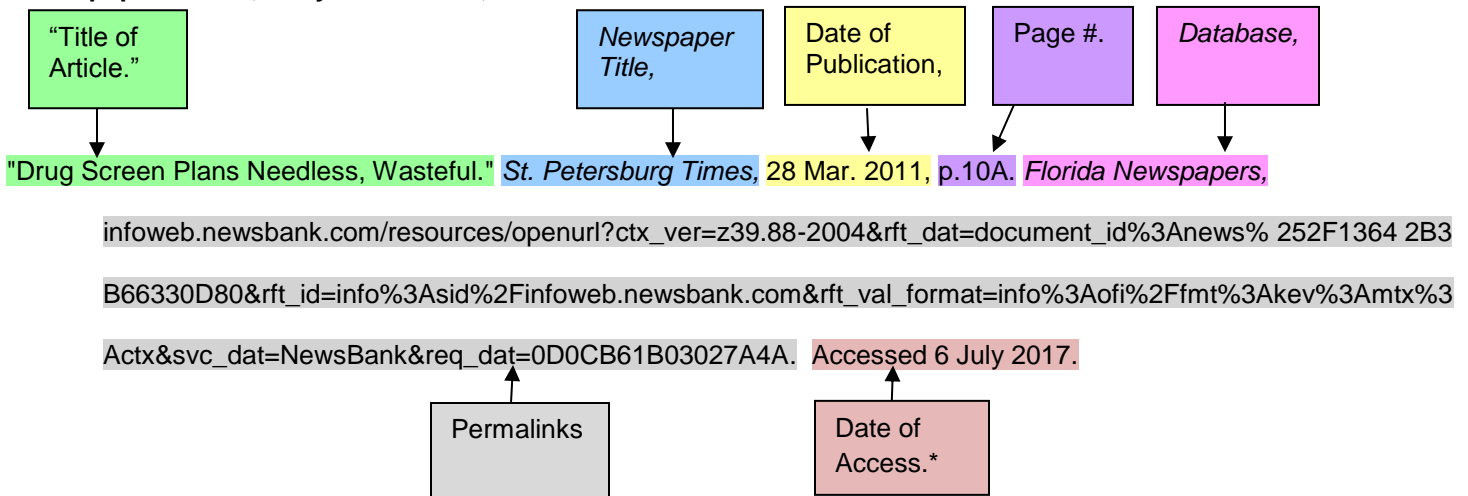 “Title of
Article.”
Newspaper
Title,
Date of
Publication,
Page #.
Database,
"Drug Screen Plans Needless, Wasteful." St. Petersburg Times, 28 Mar. 2011, p.10A. Florida Newspapers,
infoweb.newsbank.com/resources/openurl?ctx_ver=z39.88-2004&rft_dat=document_id%3Anews% 252F1364 2B3
B66330D80&rft_id=info%3Asid%2Finfoweb.newsbank.com&rft_val_format=info%3Aofi%2Ffmt%3Akev%3Amtx%3
Actx&svc_dat=NewsBank&req_dat=0D0CB61B03027A4A. Accessed 6 July 2017.
Permalinks
Date of
Access.*